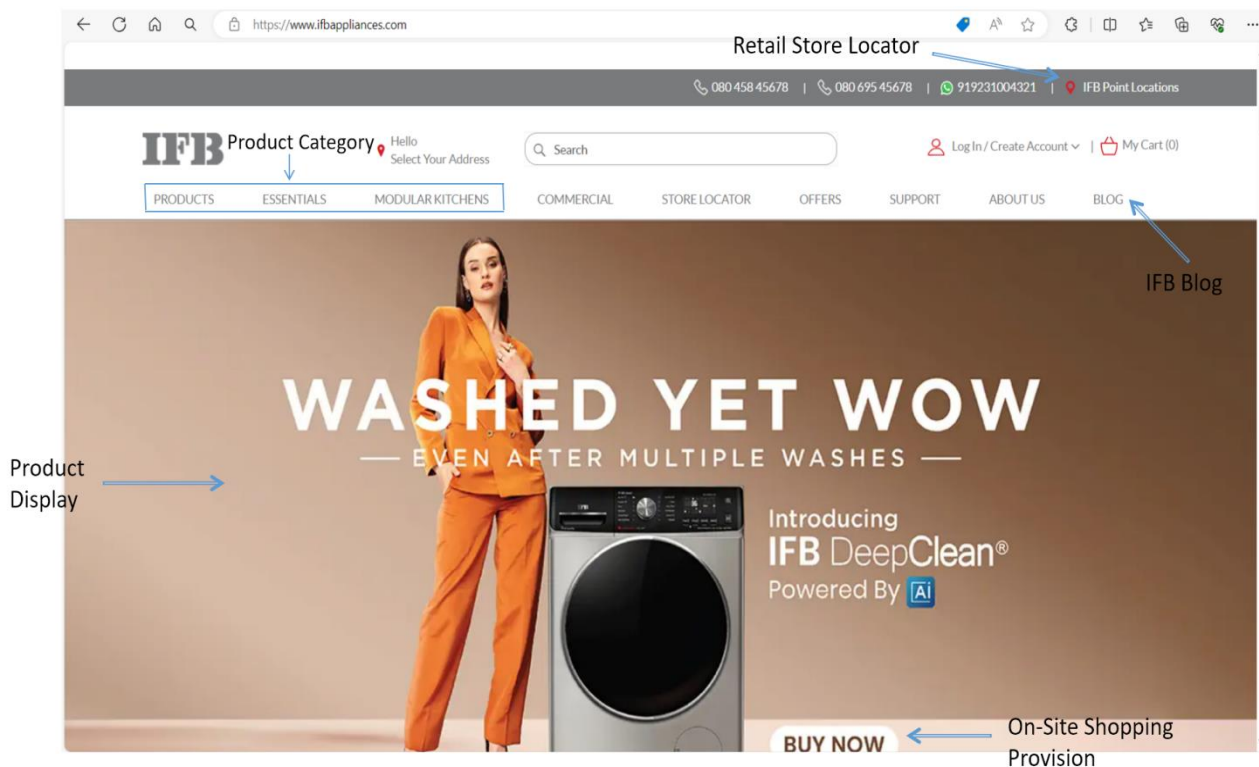 https://www.ifbappliances.com
Retail Store Locator
080 458 45678 | 080 695 45678 | 919231004321 | IFB Point Locations
IFB
Product Category
Hello
Select Your Address
Search
Log In / Create Account | My Cart (0)
PRODUCTS ESSENTIALS MODULAR KITCHENS COMMERCIAL STORE LOCATOR OFFERS SUPPORT ABOUT US BLOG
IFB Blog
WASHED YET WOW
EVEN AFTER MULTIPLE WASHES
Product
Display
IFB
Introducing
IFB DeepClean®
Powered By Ai
BUY NOW
On-Site Shopping
Provision